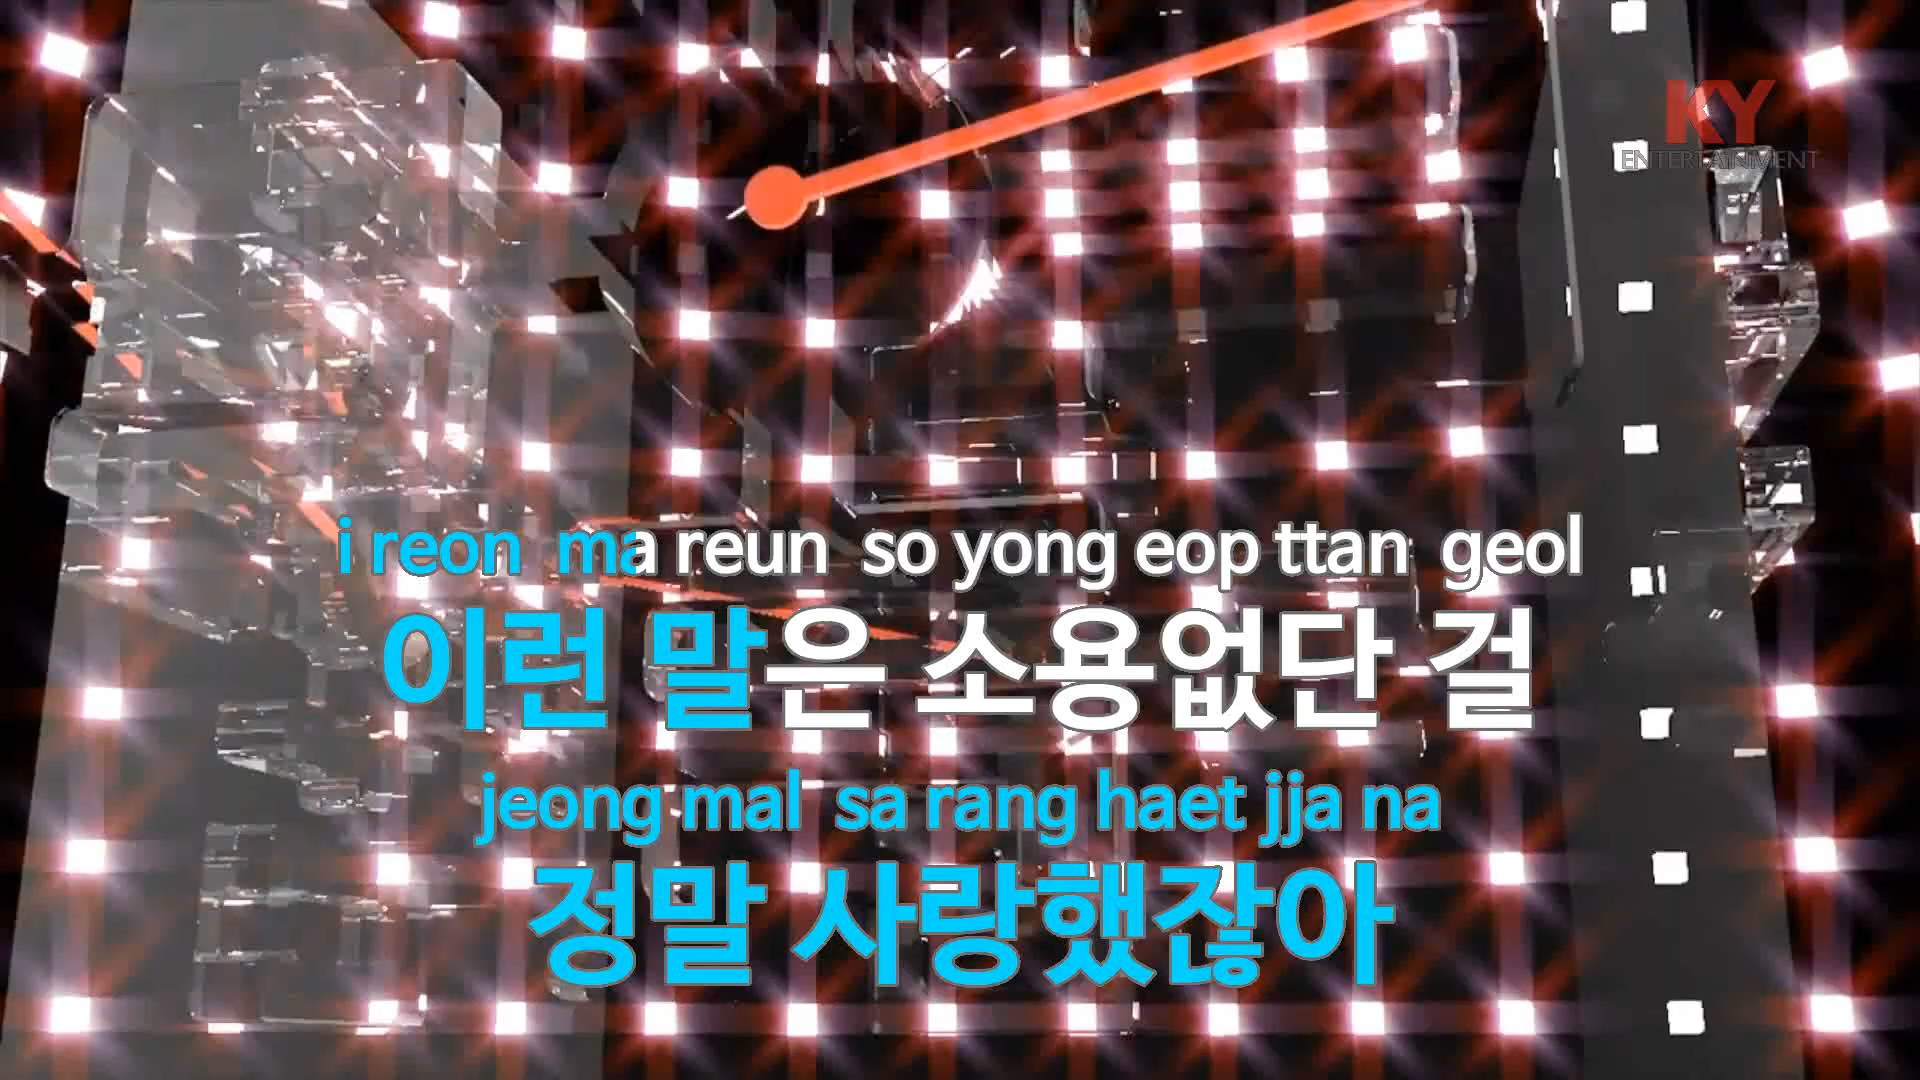 KY
ENTERTAINMENT
i reon ma reun so yong eop ttan geol
이런 말은 소용없단 걸
jeong mal sa rang haet jja na
정말 사랑했잖아